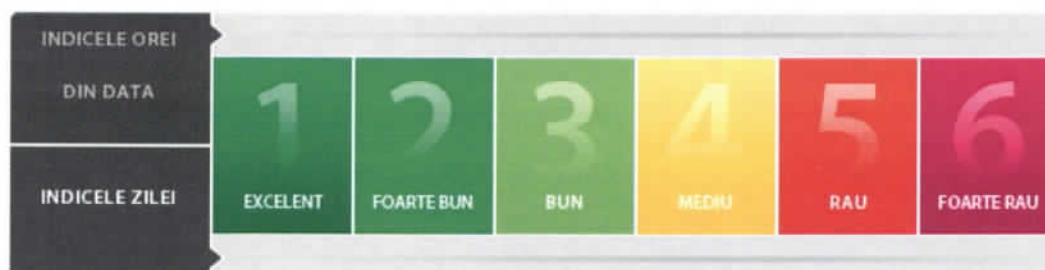 INDICELE OREI
DIN DATA
INDICELE ZILEI
1 2 3 4 5 6
EXCELENT FOARTE BUN BUN MEDIU RAU FOARTE RAU